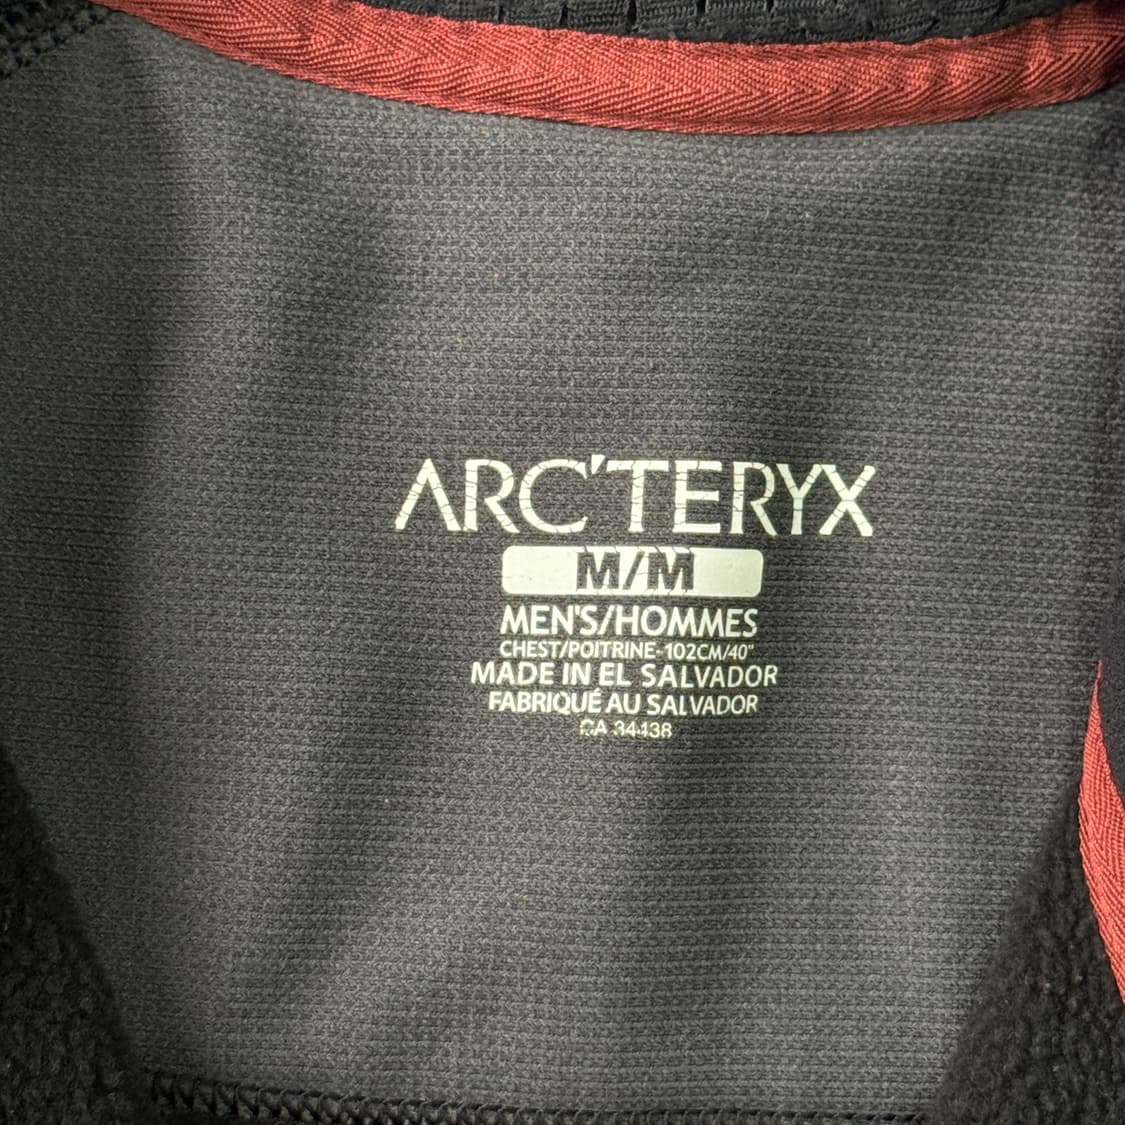 ARC'TERYX
M/M
MEN'S/HOMMES
CHEST/POITRINE-102CM/40"
MADE IN EL SALVADOR
FABRIQUÉ AU SALVADOR
CA 34438